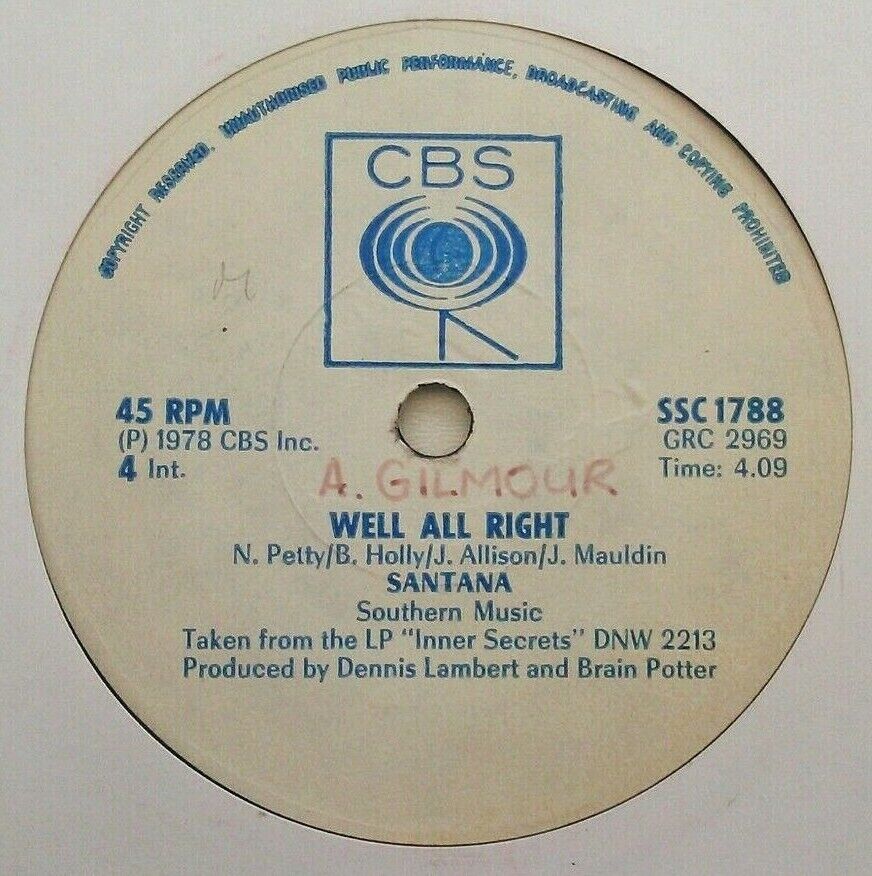 COPYRIGHT RESERVED. UNAUTHORISED PUBLIC PERFORMANCE, BROADCASTING AND COPYING PROHIBITED
CBS
45 RPM
(P) 1978 CBS Inc.
4 Int.
SSC 1788
GRC 2969
Time: 4.09
A. GILMOUR
WELL ALL RIGHT
N. Petty/B. Holly/J. Allison/J. Mauldin
SANTANA
Southern Music
Taken from the LP "Inner Secrets" DNW 2213
Produced by Dennis Lambert and Brain Potter